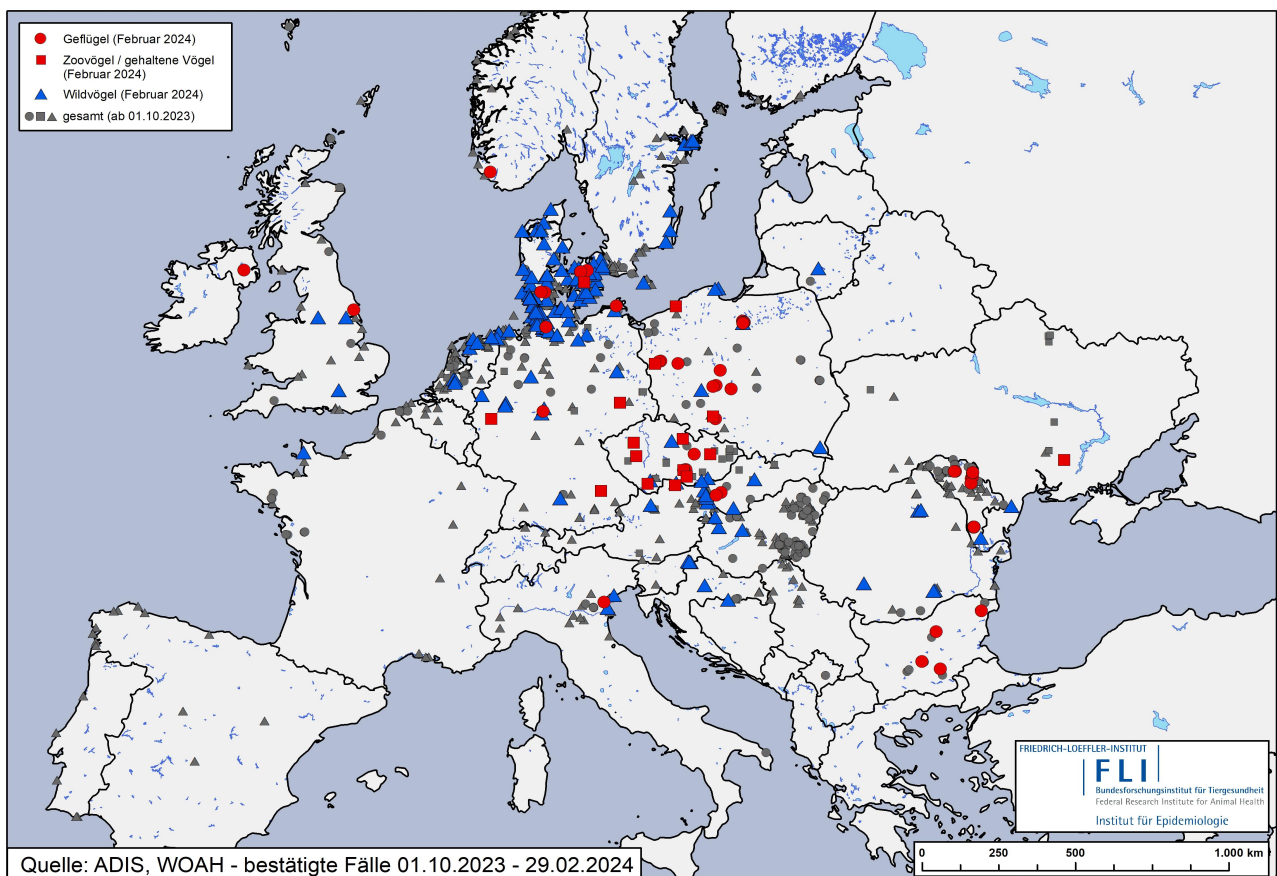 Geflügel (Februar 2024)
Zoovögel / gehaltene Vögel
(Februar 2024)
Wildvögel (Februar 2024)
gesamt (ab 01.10.2023)
FRIEDRICH-LOEFFLER-INSTITUT
FLI
Bundesforschungsinstitut für Tiergesundheit
Federal Research Institute for Animal Health
Institut für Epidemiologie
Quelle: ADIS, WOAH - bestätigte Fälle 01.10.2023 - 29.02.2024
0 250 500 1.000 km